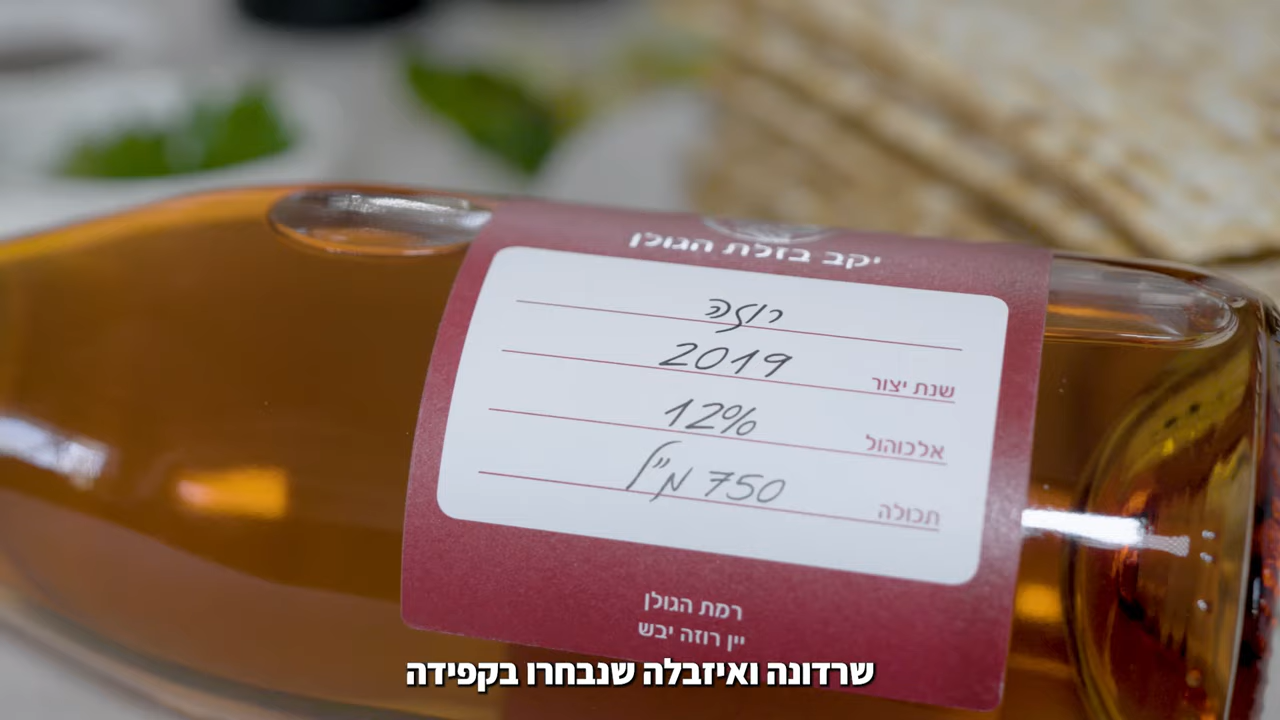 יקב בזלת הגולן
רוזה
2019
שנת יצור
12%
אלכוהול
750 מ"ל
תכולה
רמת הגולן
יין רוזה יבש
שרדונה ואיזבלה שנבחרו בקפידה